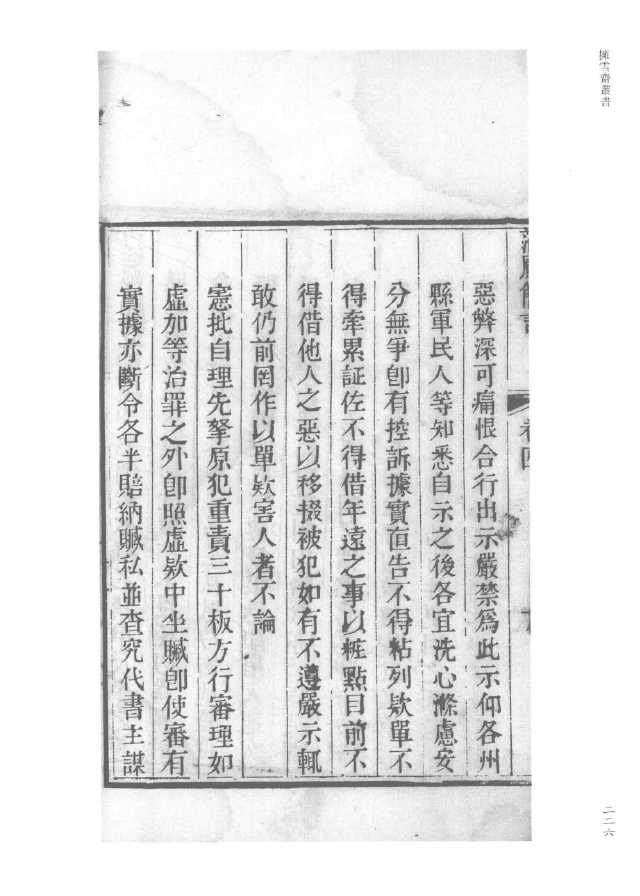 擁雪齋叢書
惡弊深可痛恨合行出示嚴禁爲此示仰各州
縣軍民人等知悉自示之後各宜洗心滌慮安
分無爭卽有控訴據實直告不得粘列欵單不
得牽累証佐不得借年遠之事以粧點目前不
得借他人之惡以移掇被犯如有不遵嚴示輒
敢仍前罔作以單欵害人者不論
憲批自理先拏原犯重責三十板方行審理如
虛加等治罪之外卽照虛欵中坐贓卽使審有
實據亦斷令各半賠納贓私並查究代書主謀
卷四
二二六